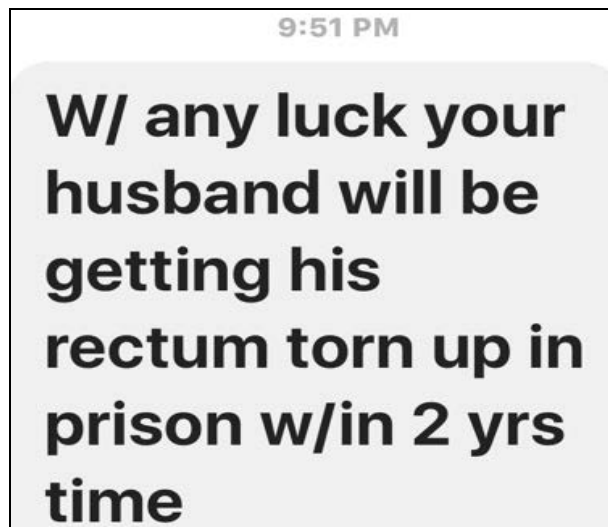 9:51 PM
W/ any luck your
husband will be
getting his
rectum torn up in
prison w/in 2 yrs
time